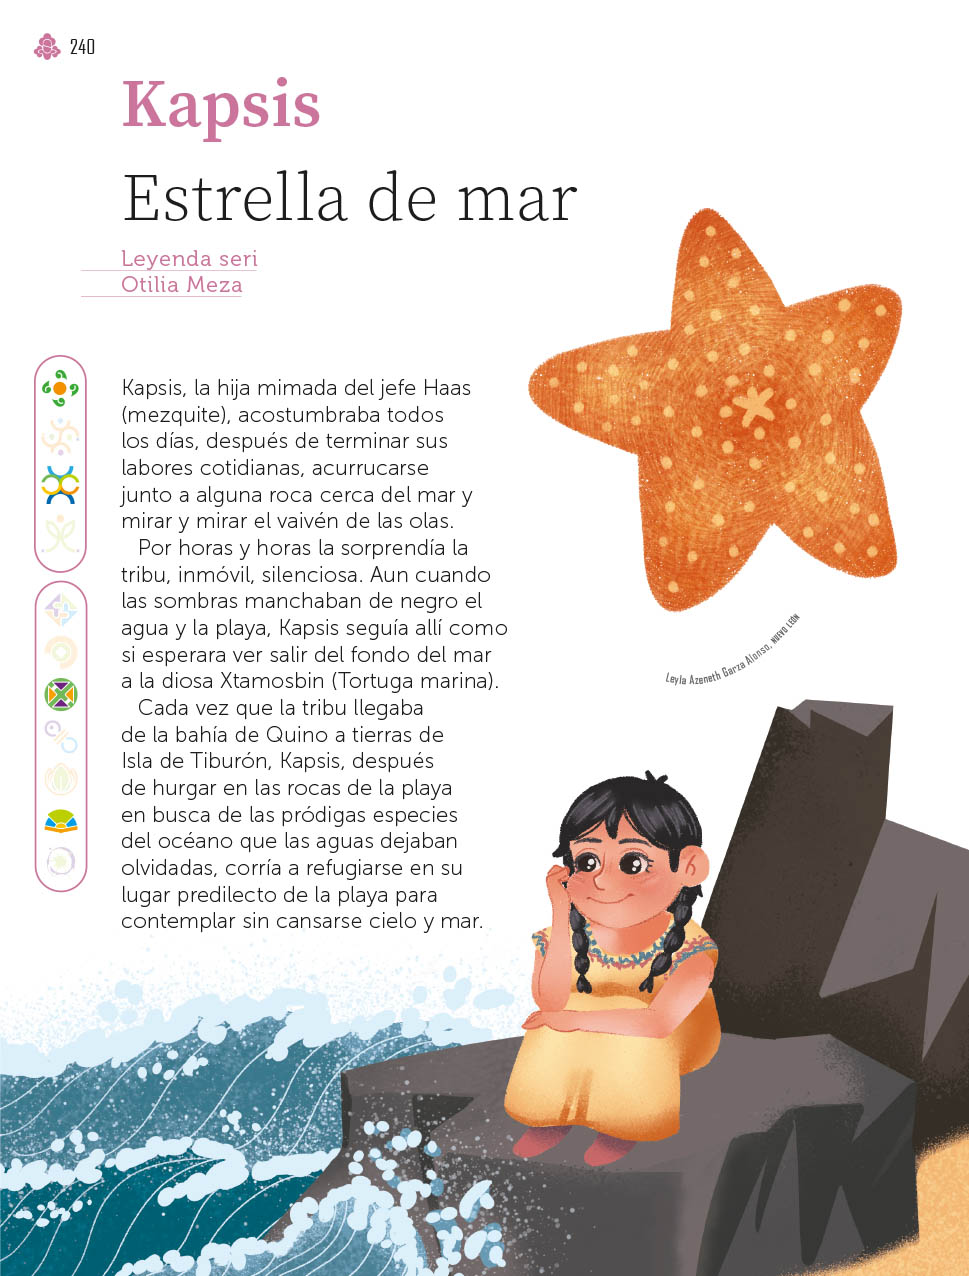 240
Kapsis
Estrella de mar
Leyenda seri
Otilia Meza
Kapsis, la hija mimada del jefe Haas
(mezquite), acostumbraba todos
los días, después de terminar sus
labores cotidianas, acurrucarse
junto a alguna roca cerca del mar y
mirar y mirar el vaivén de las olas.
Por horas y horas la sorprendía la
tribu, inmóvil, silenciosa. Aun cuando
las sombras manchaban de negro el
agua y la playa, Kapsis seguía allí como
si esperara ver salir del fondo del mar
a la diosa Xtamosbin (Tortuga marina).
Cada vez que la tribu llegaba
de la bahía de Quino a tierras de
Isla de Tiburón, Kapsis, después
de hurgar en las rocas de la playa
en busca de las pródigas especies
del océano que las aguas dejaban
olvidadas, corría a refugiarse en su
lugar predilecto de la playa para
contemplar sin cansarse cielo y mar.
Leyla Azeneth Garza Alonso, NUEVO LEÓN